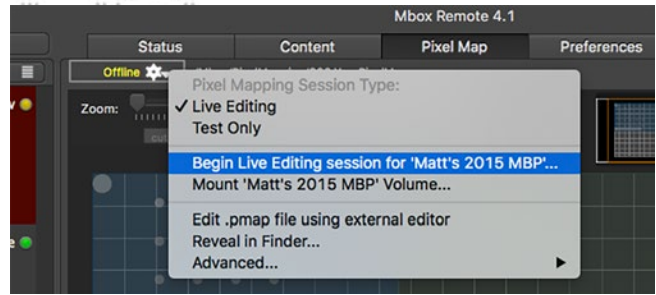 Mbox Remote 4.1
Status Content Pixel Map Preferences
Offline
Pixel Mapping Session Type:
Zoom:
✓ Live Editing
Test Only
cut
Begin Live Editing session for 'Matt's 2015 MBP'...
Mount 'Matt's 2015 MBP' Volume...
Edit .pmap file using external editor
Reveal in Finder...
Advanced...